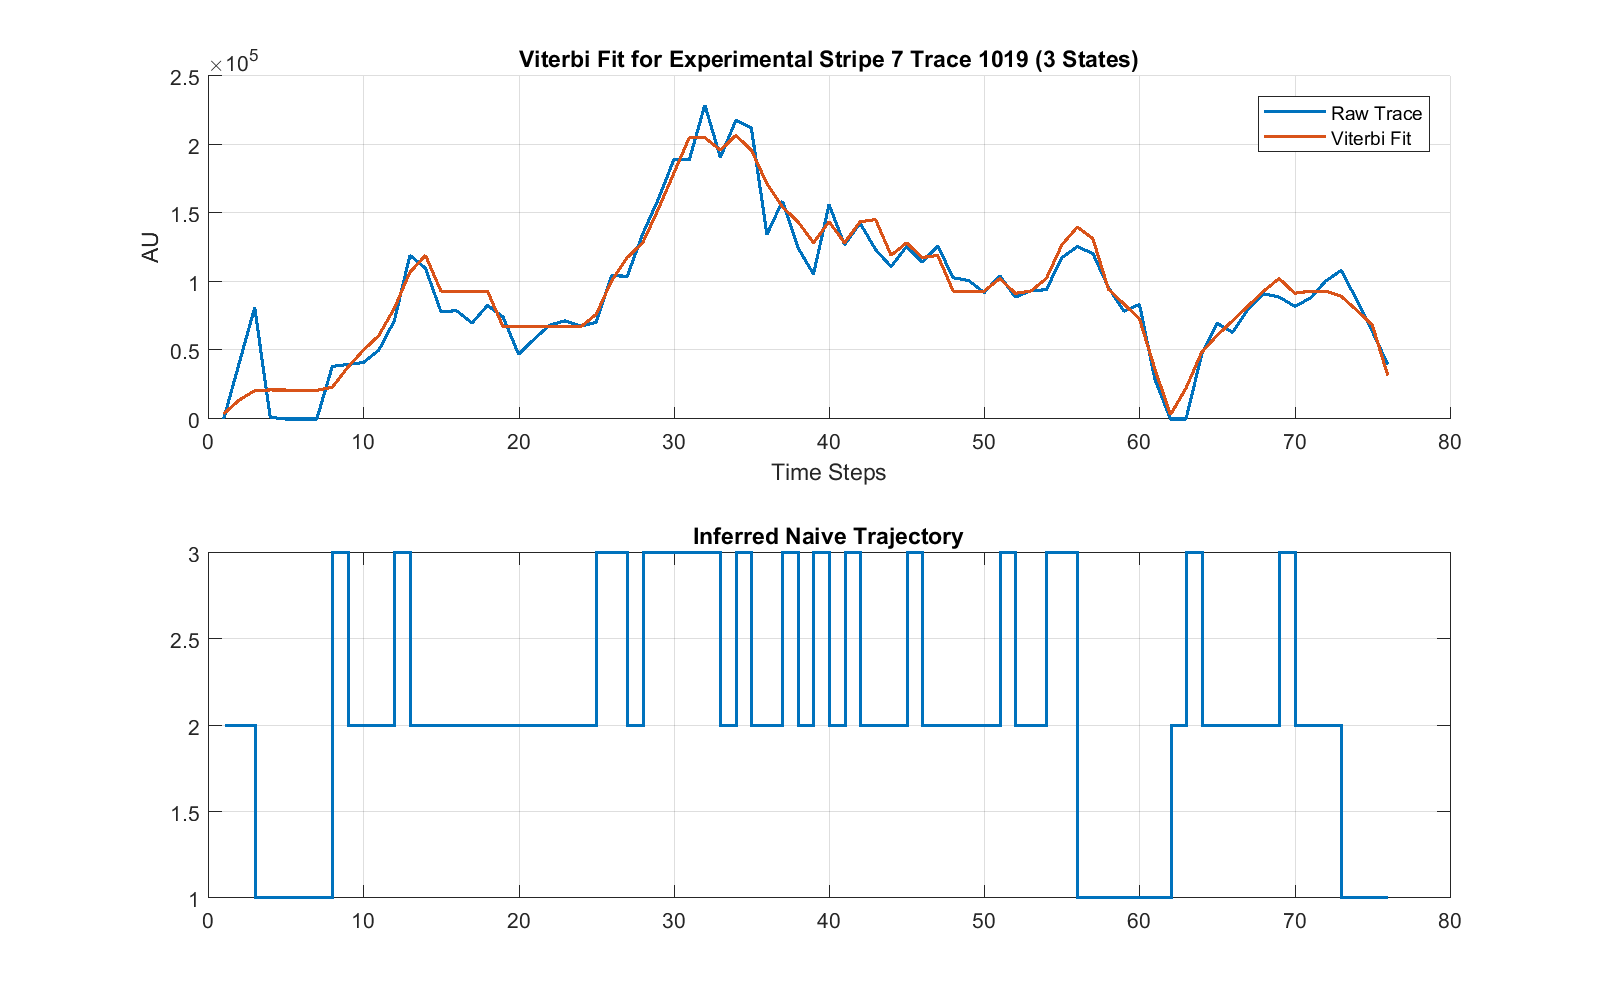 Viterbi Fit for Experimental Stripe 7 Trace 1019 (3 States)
×10^5
2.5
2
1.5
1
0.5
0
AU
Raw Trace
Viterbi Fit
0 10 20 30 40 50 60 70 80
Time Steps
Inferred Naive Trajectory
3
2.5
2
1.5
1
0 10 20 30 40 50 60 70 80